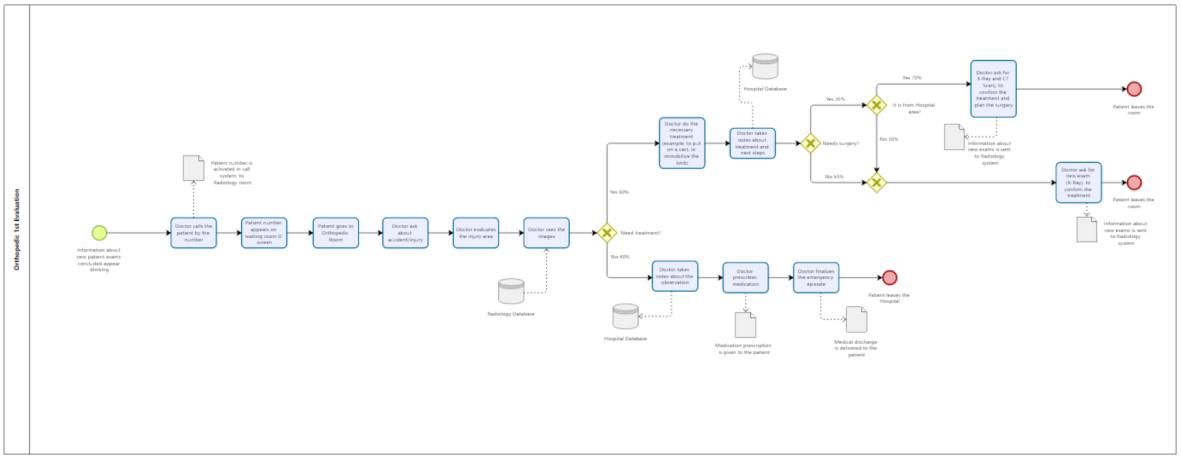 Orthopedic 1st Evaluation
Information about
new patient exams
concluded appear
blinking
Patient number is
activated in call
system, to
Radiology room
Doctor calls the
patient by the
number
Patient number
appears on
waiting room
screen
Patient goes to
Orthopedic
Room
Doctor ask
about
accident/injury
Doctor evaluates
the injury area
Doctor sees the
images
Radiology Database
Need treatment?
Yes 60%
No 40%
Doctor do the
necessary
treatment
(example: to put
on a cast, or
immobilize the
limb)
Doctor takes
notes about
treatment and
next steps
Hospital Database
Needs surgery?
Yes 35%
No 65%
It is from Hospital
area?
Yes 70%
No 30%
Doctor ask for
X-Ray and CT
Scan), to
confirm the
treatment and
plan the surgery
Information about
new exams is sent
to Radiology
system
Patient leaves the
room
Doctor ask for
new exam
(X-Ray), to
confirm the
treatment
Information about
new exams is sent
to Radiology
system
Patient leaves the
room
Doctor takes
notes about the
observation
Hospital Database
Doctor
prescribes
medication
Medication prescription
is given to the patient
Doctor finalizes
the emergency
episode
Medical discharge
is delivered to the
patient
Patient leaves the
Hospital